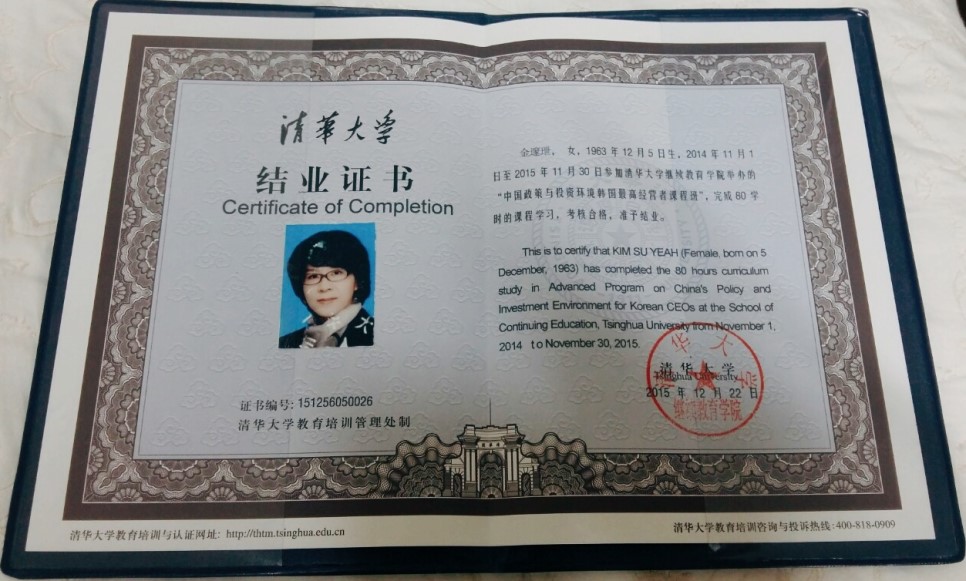 清华大学
结业证书
Certificate of Completion
证书编号: 151256050026
清华大学教育培训管理处制
女, 1963 年 12 月 5 日生, 2014 年 11 月 1
日至 2015 年 11 月 30 日参加清华大学继续教育学院举办的
“中国政策与投资环境韩国最高经营者课程班”, 完成 80 学
时的课程学习, 考核合格, 准予结业。
This is to certify that KIM SU YEAH (Female, born on 5
December, 1963) has completed the 80 hours curriculum
study in Advanced Program on China's Policy and
Investment Environment for Korean CEOs at the School of
Continuing Education, Tsinghua University from November 1,
2014 to November 30, 2015.
清华大学
Tsinghua University
2015 年 12 月 22 日
清华大学
继续教育学院
清华大学教育培训与认证网址: http://thtm.tsinghua.edu.cn
清华大学教育培训咨询与投诉热线:400-818-0909